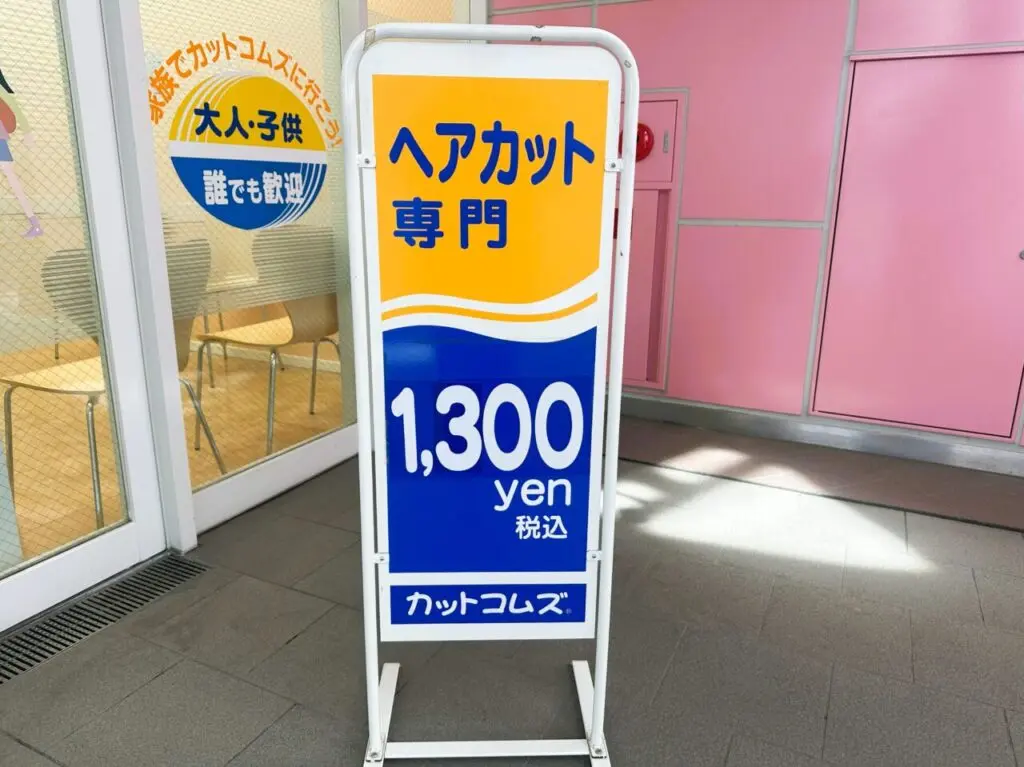 家族でカットコムズに行こう!
大人・子供
誰でも歓迎
ヘアカット
専門
1,300
yen
税込
カットコムズ®